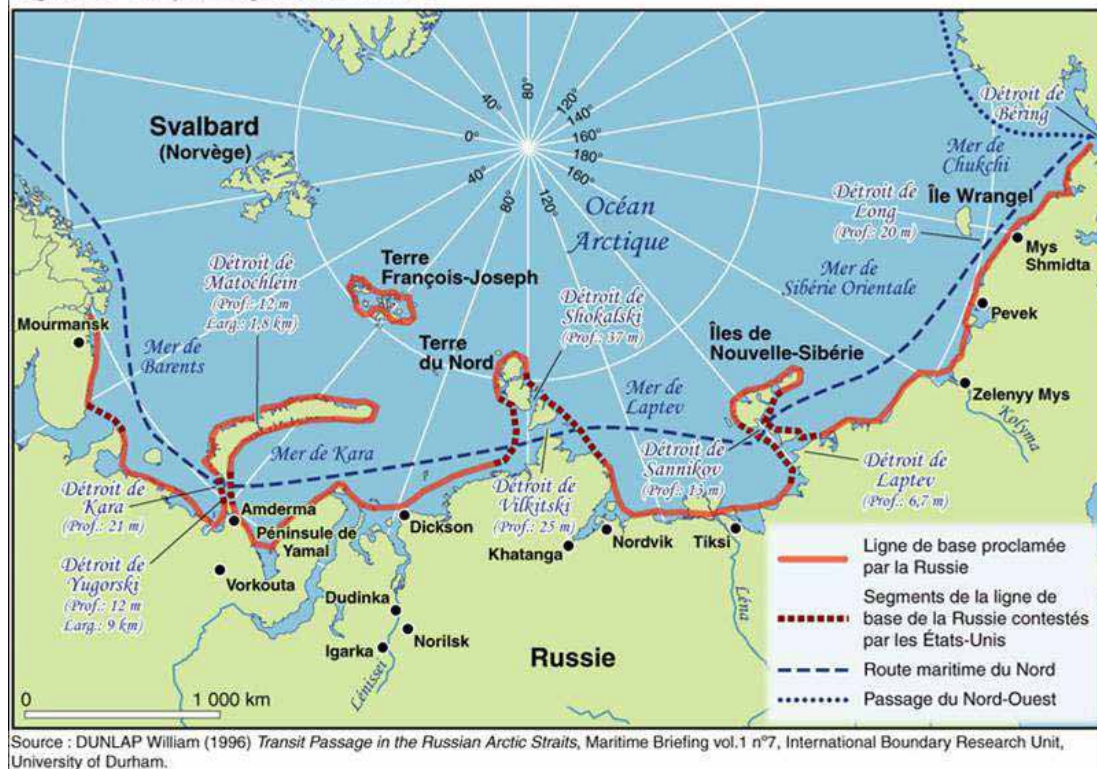 Détroit de
Béring
Mer de
Chukchi
Svalbard
(Norvège)
80°
40°
120°
140°
0°
160°
180°
40°
160°
80°
120°
Océan
Arctique
Détroit de
Long
(Prof.: 20 m)
Île Wrangel
Mys
Shmidta
Terre
François-Joseph
Détroit de
Matochlein
(Prof.: 12 m
Larg.: 1,8 km)
Détroit de
Shokalski
(Prof.: 37 m)
Mer de
Sibérie Orientale
Pevek
Mourmansk
Mer de
Barents
Terre
du Nord
Îles de
Nouvelle-Sibérie
Mer de
Laptev
Zelenyy Mys
Kolyma
Mer de Kara
?
Détroit de
Kara
(Prof.: 21 m)
Amderma
Péninsule de
Yamal
Dickson
Détroit de
Vilkitski
(Prof.: 25 m)
Détroit de
Sannikov
(Prof.: 13 m)
Détroit de
Laptev
(Prof.: 6,7 m)
Khatanga
Nordvik
Tiksi
Détroit de
Yugorski
(Prof.: 12 m
Larg.: 9 km)
Vorkouta
Dudinka
Norilsk
Igarka
Iénisseï
Léna
Russie
Ligne de base proclamée
par la Russie
Segments de la ligne de
base de la Russie contestés
par les États-Unis
Route maritime du Nord
Passage du Nord-Ouest
0 1 000 km
Source : DUNLAP William (1996) Transit Passage in the Russian Arctic Straits, Maritime Briefing vol.1 nº7, International Boundary Research Unit,
University of Durham.